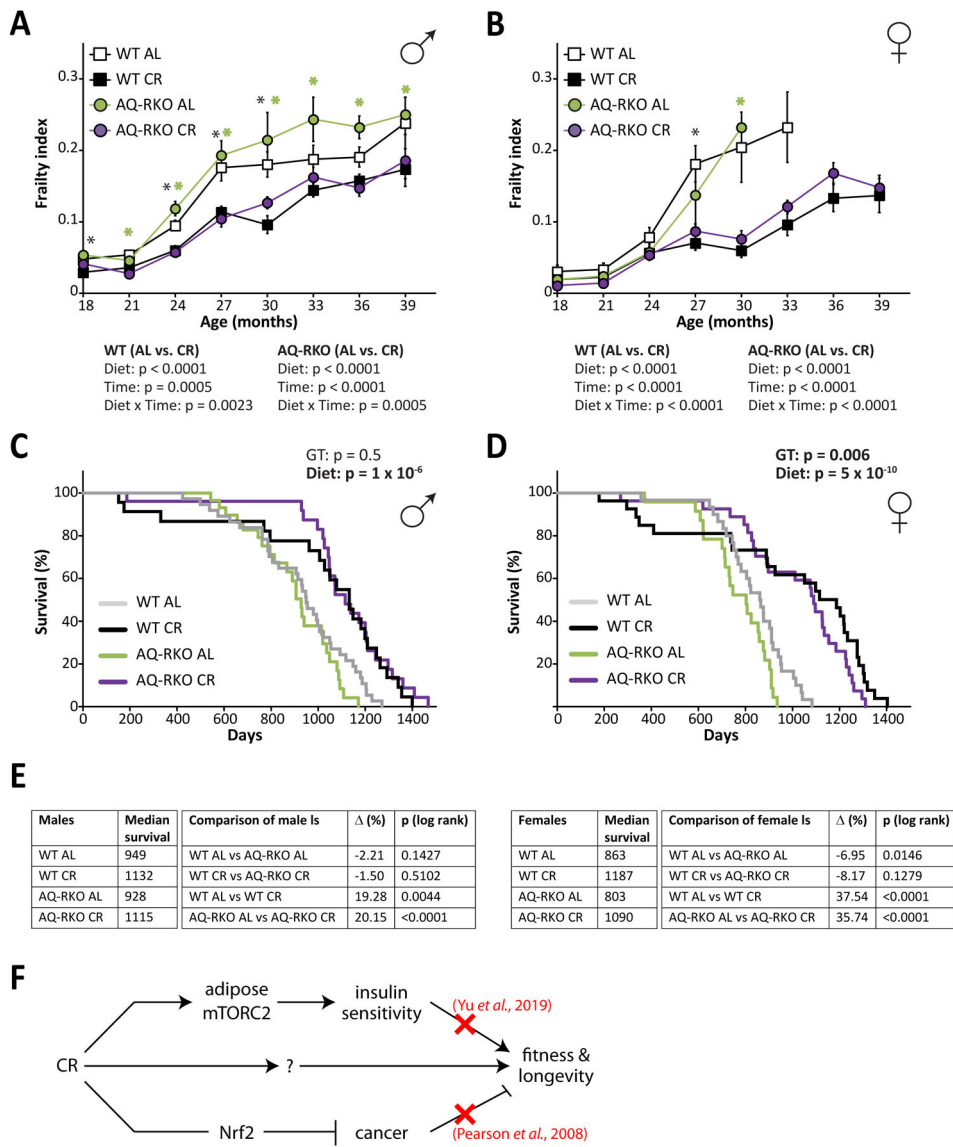 A
WT AL
WT CR
AQ-RKO AL
AQ-RKO CR
* * * * * * * * * * *
Frailty index
0.3
0.2
0.1
0
18 21 24 27 30 33 36 39
Age (months)
WT (AL vs. CR)
Diet: p < 0.0001
Time: p = 0.0005
Diet x Time: p = 0.0023
AQ-RKO (AL vs. CR)
Diet: p < 0.0001
Time: p < 0.0001
Diet x Time: p = 0.0005
B
WT AL
WT CR
AQ-RKO AL
AQ-RKO CR
* *
Frailty index
0.3
0.2
0.1
0
18 21 24 27 30 33 36 39
Age (months)
WT (AL vs. CR)
Diet: p < 0.0001
Time: p < 0.0001
Diet x Time: p < 0.0001
AQ-RKO (AL vs. CR)
Diet: p < 0.0001
Time: p < 0.0001
Diet x Time: p < 0.0001
C
GT: p = 0.5
Diet: p = 1 x 10⁻⁶
Survival (%)
100
80
60
40
20
0
WT AL
WT CR
AQ-RKO AL
AQ-RKO CR
0 200 400 600 800 1000 1200 1400
Days
D
GT: p = 0.006
Diet: p = 5 x 10⁻¹⁰
Survival (%)
100
80
60
40
20
0
WT AL
WT CR
AQ-RKO AL
AQ-RKO CR
0 200 400 600 800 1000 1200 1400
Days
E
Males Median survival Comparison of male ls Δ (%) p (log rank)
WT AL 949 WT AL vs AQ-RKO AL -2.21 0.1427
WT CR 1132 WT CR vs AQ-RKO CR -1.50 0.5102
AQ-RKO AL 928 WT AL vs WT CR 19.28 0.0044
AQ-RKO CR 1115 AQ-RKO AL vs AQ-RKO CR 20.15 <0.0001
Females Median survival Comparison of female ls Δ (%) p (log rank)
WT AL 863 WT AL vs AQ-RKO AL -6.95 0.0146
WT CR 1187 WT CR vs AQ-RKO CR -8.17 0.1279
AQ-RKO AL 803 WT AL vs WT CR 37.54 <0.0001
AQ-RKO CR 1090 AQ-RKO AL vs AQ-RKO CR 35.74 <0.0001
F
adipose
mTORC2
insulin
sensitivity
(Yu et al., 2019)
CR
?
fitness &
longevity
Nrf2
cancer
(Pearson et al., 2008)